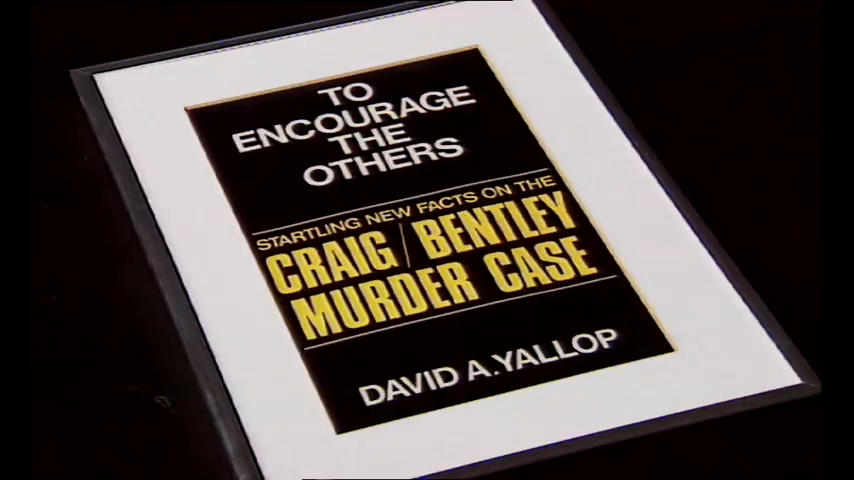 TO
ENCOURAGE
THE
OTHERS
STARTLING NEW FACTS ON THE
CRAIG / BENTLEY
MURDER CASE
DAVID A. YALLOP